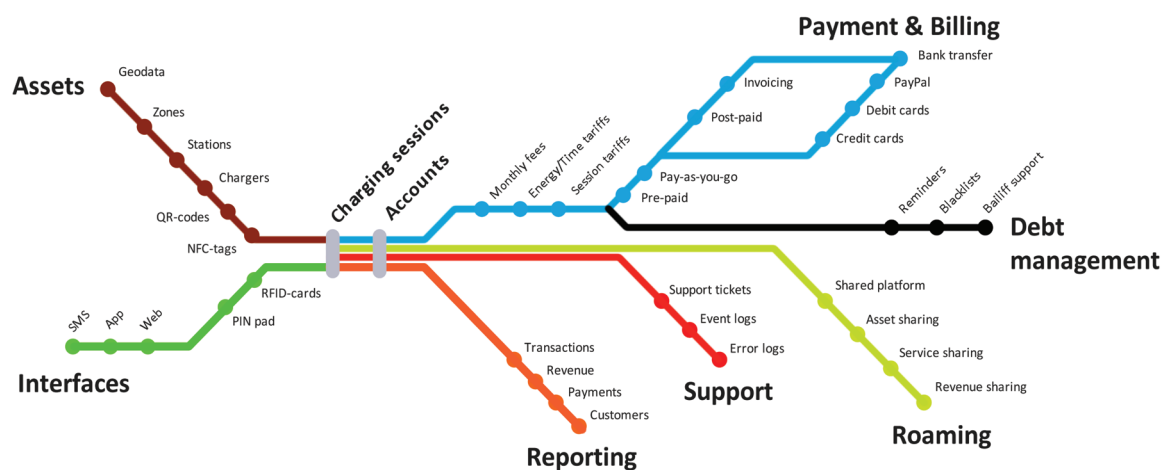 Payment & Billing
Assets
Geodata
Zones
Stations
Chargers
QR-codes
NFC-tags
Charging sessions
Accounts
Monthly fees
Energy/Time tariffs
Session tariffs
Invoicing
Post-paid
Pay-as-you-go
Pre-paid
Bank transfer
PayPal
Debit cards
Credit cards
Reminders
Blacklists
Bailiff support
Debt
management
SMS
App
Web
RFID-cards
PIN pad
Interfaces
Transactions
Revenue
Payments
Customers
Reporting
Support tickets
Event logs
Error logs
Support
Shared platform
Asset sharing
Service sharing
Revenue sharing
Roaming